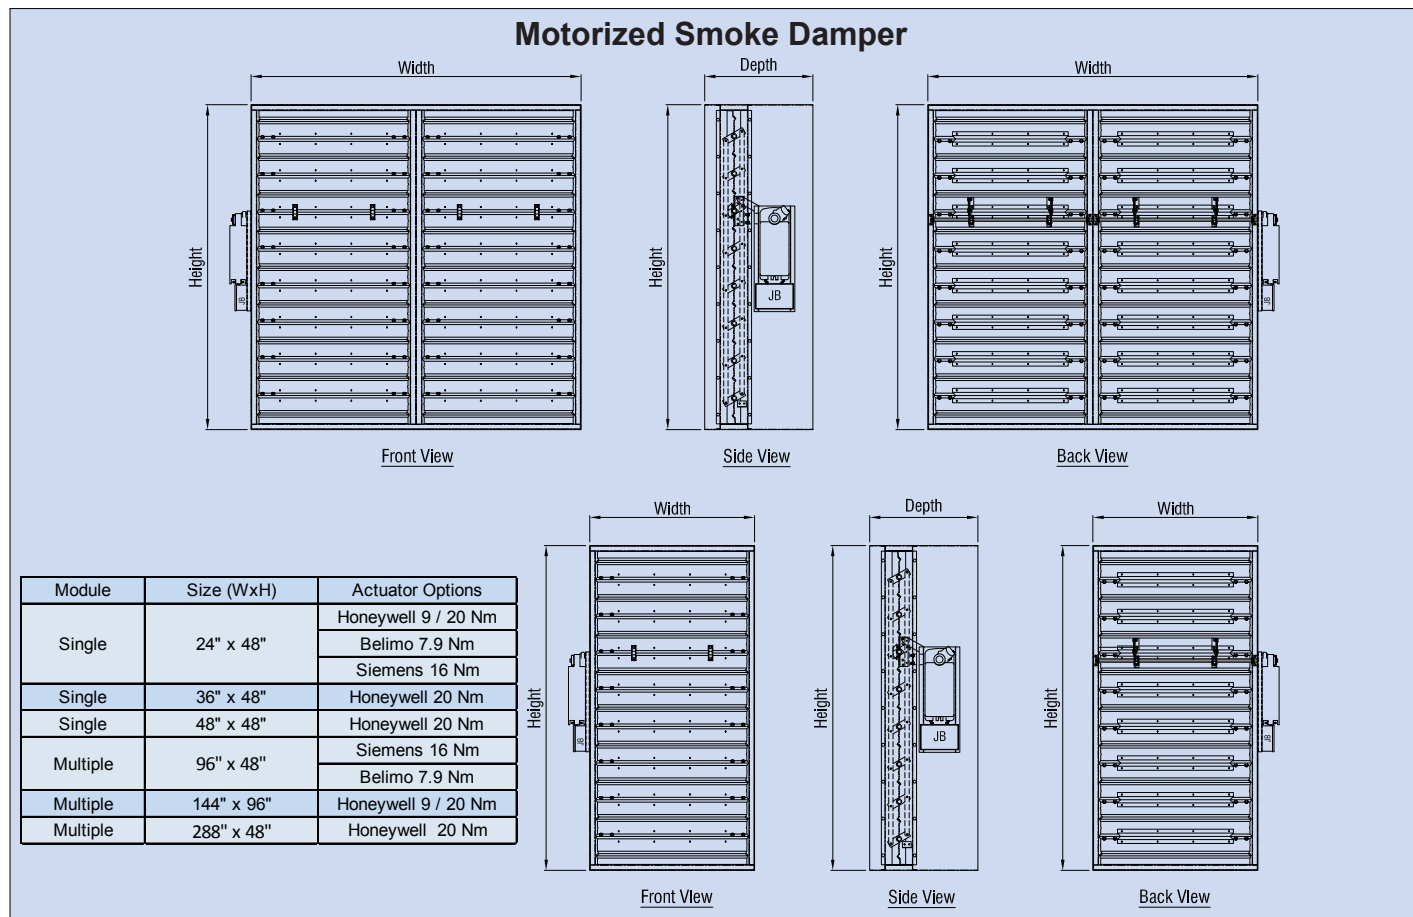 Motorized Smoke Damper
Width
Depth
Width
Height
Height
Height
JB
JB
JB
Front View
Side View
Back View
Width
Depth
Width
Height
Height
Height
JB
JB
JB
Front VIew
Side View
Back VIew
Module Size (WxH) Actuator Options
Single 24" x 48" Honeywell 9 / 20 Nm
Belimo 7.9 Nm
Siemens 16 Nm
Single 36" x 48" Honeywell 20 Nm
Single 48" x 48" Honeywell 20 Nm
Multiple 96" x 48" Siemens 16 Nm
Belimo 7.9 Nm
Multiple 144" x 96" Honeywell 9 / 20 Nm
Multiple 288" x 48" Honeywell 20 Nm